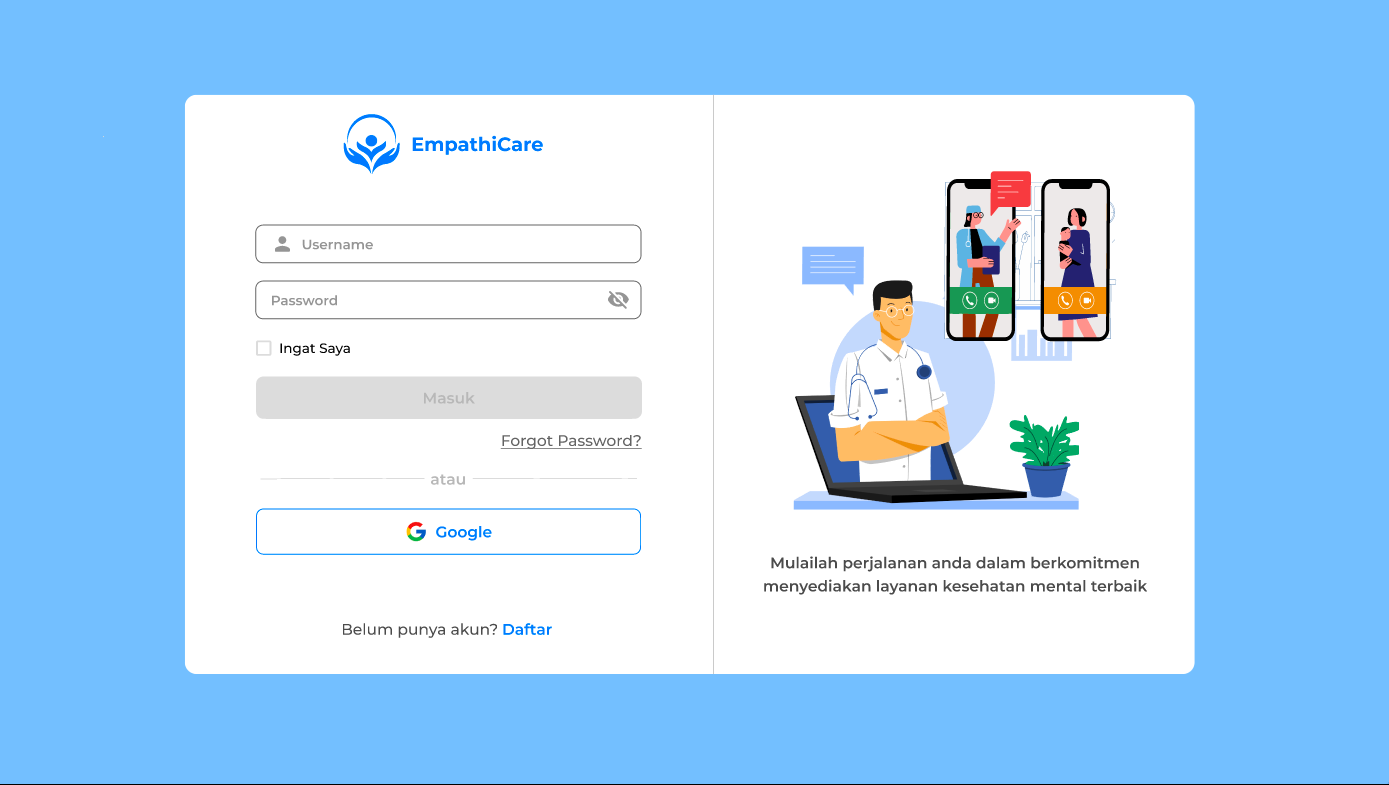 EmpathiCare
Username
Password
Ingat Saya
Masuk
Forgot Password?
atau
Google
Belum punya akun? Daftar
Mulailah perjalanan anda dalam berkomitmen
menyediakan layanan kesehatan mental terbaik